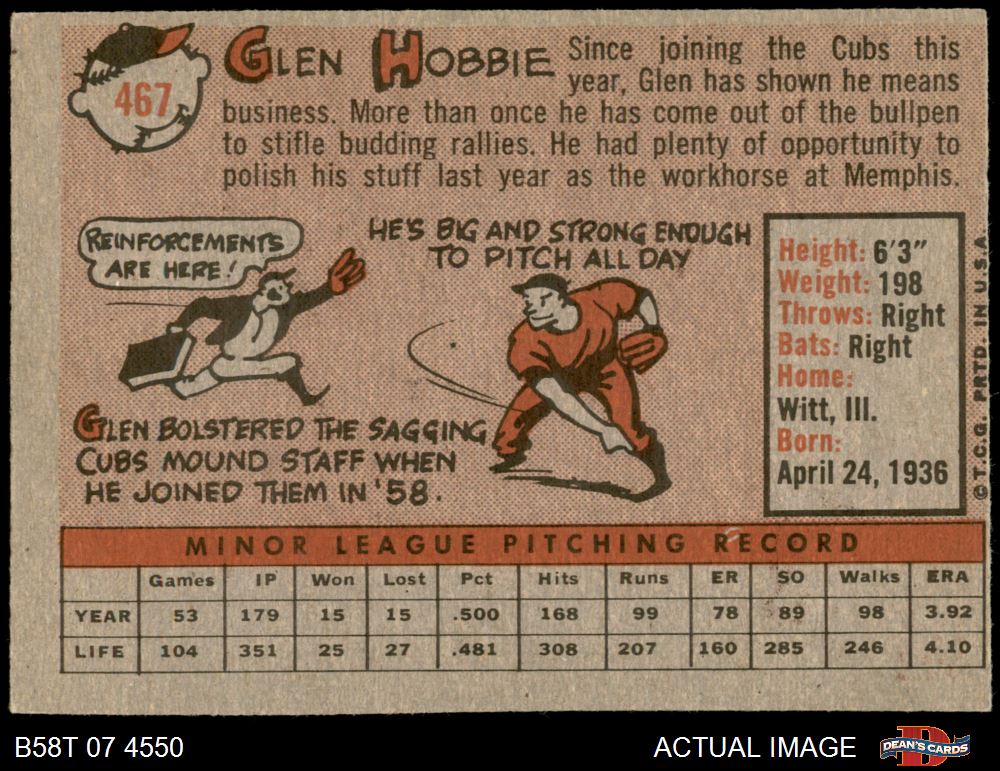 467
GLEN HOBBIE Since joining the Cubs this
year, Glen has shown he means
business. More than once he has come out of the bullpen
to stifle budding rallies. He had plenty of opportunity to
polish his stuff last year as the workhorse at Memphis.
REINFORCEMENTS
ARE HERE!
HE'S BIG AND STRONG ENOUGH
TO PITCH ALL DAY
GLEN BOLSTERED THE SAGGING
CUBS MOUND STAFF WHEN
HE JOINED THEM IN '58.
Height: 6'3"
Weight: 198
Throws: Right
Bats: Right
Home:
Witt, Ill.
Born:
April 24, 1936
©T.C.G. PRTD. IN U.S.A.
MINOR LEAGUE PITCHING RECORD
Games IP Won Lost Pct Hits Runs ER SO Walks ERA
YEAR 53 179 15 15 .500 168 99 78 89 98 3.92
LIFE 104 351 25 27 .481 308 207 160 285 246 4.10
B58T 07 4550
ACTUAL IMAGE
D
DEAN'S CARDS